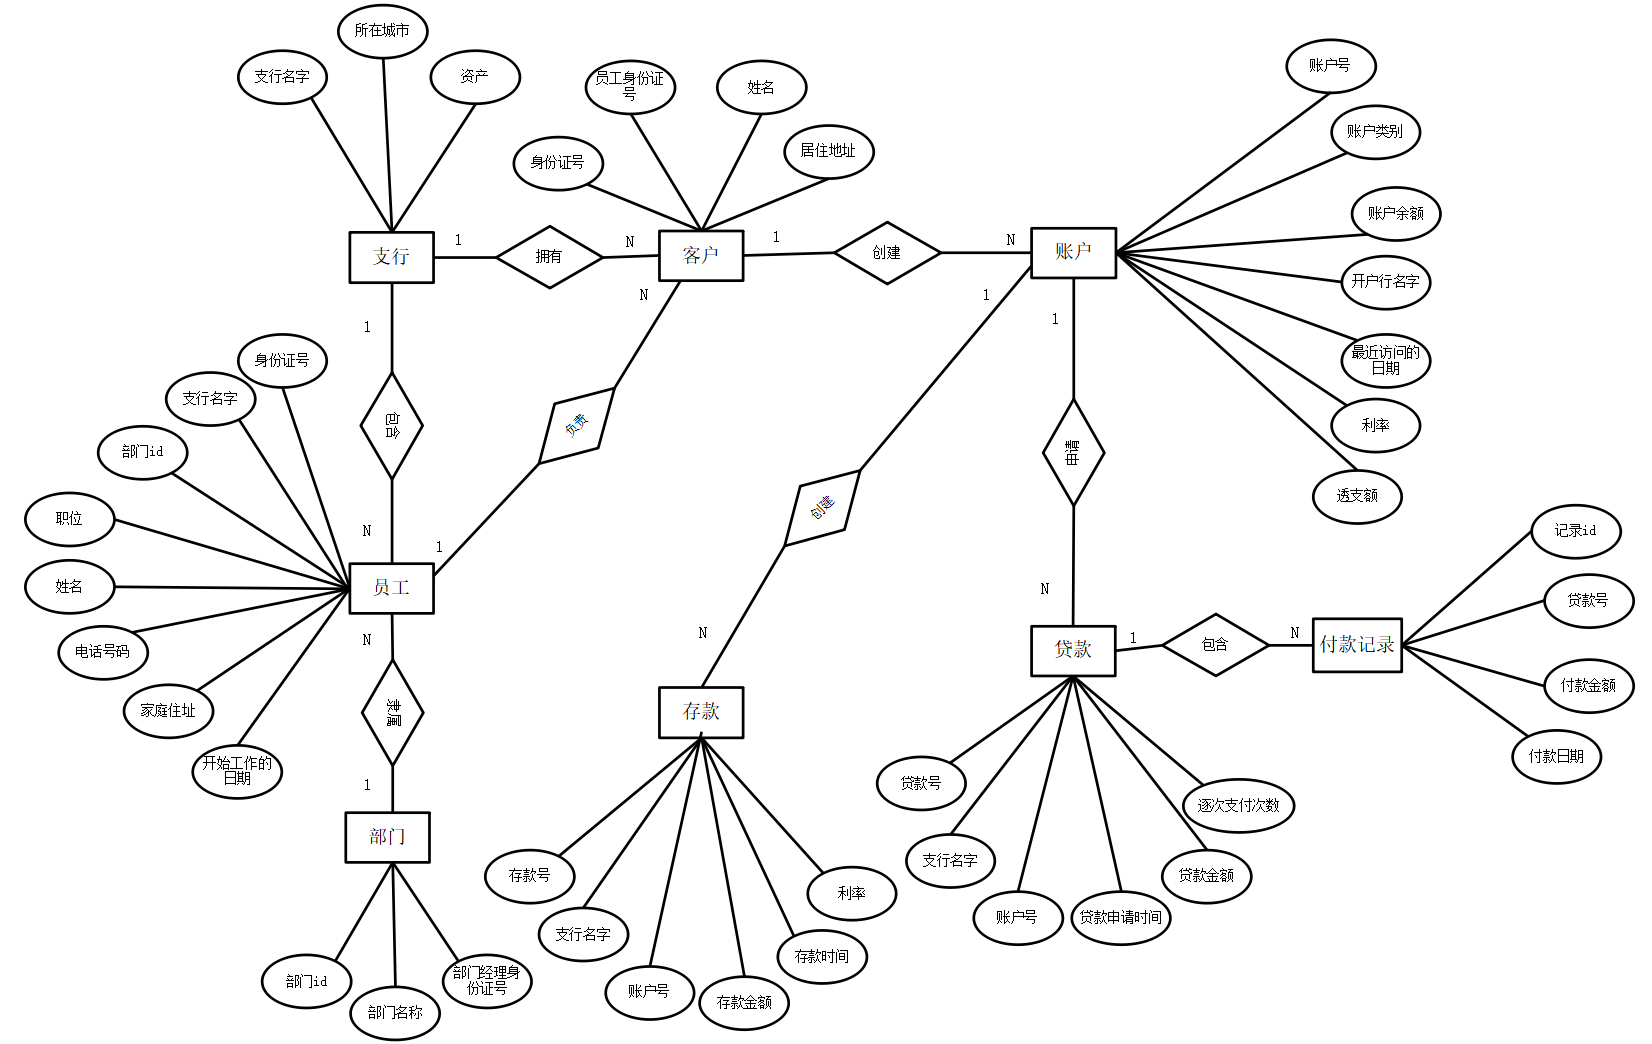 所在城市
支行名字
资产
员工身份证
号
姓名
身份证号
居住地址
账户号
账户类别
账户余额
开户行名字
最近访问的
日期
利率
透支额
支行
1
拥有
N
客户
1
创建
N
账户
1
包含
N
N
负责
1
1
创建
N
1
申请
N
身份证号
支行名字
部门id
职位
姓名
电话号码
家庭住址
开始工作的
日期
员工
N
隶属
1
部门
部门id
部门名称
部门经理身
份证号
存款
存款号
支行名字
账户号
存款金额
存款时间
利率
贷款
1
包含
N
付款记录
记录id
贷款号
付款金额
付款日期
贷款号
支行名字
账户号
贷款申请时间
贷款金额
逐次支付次数